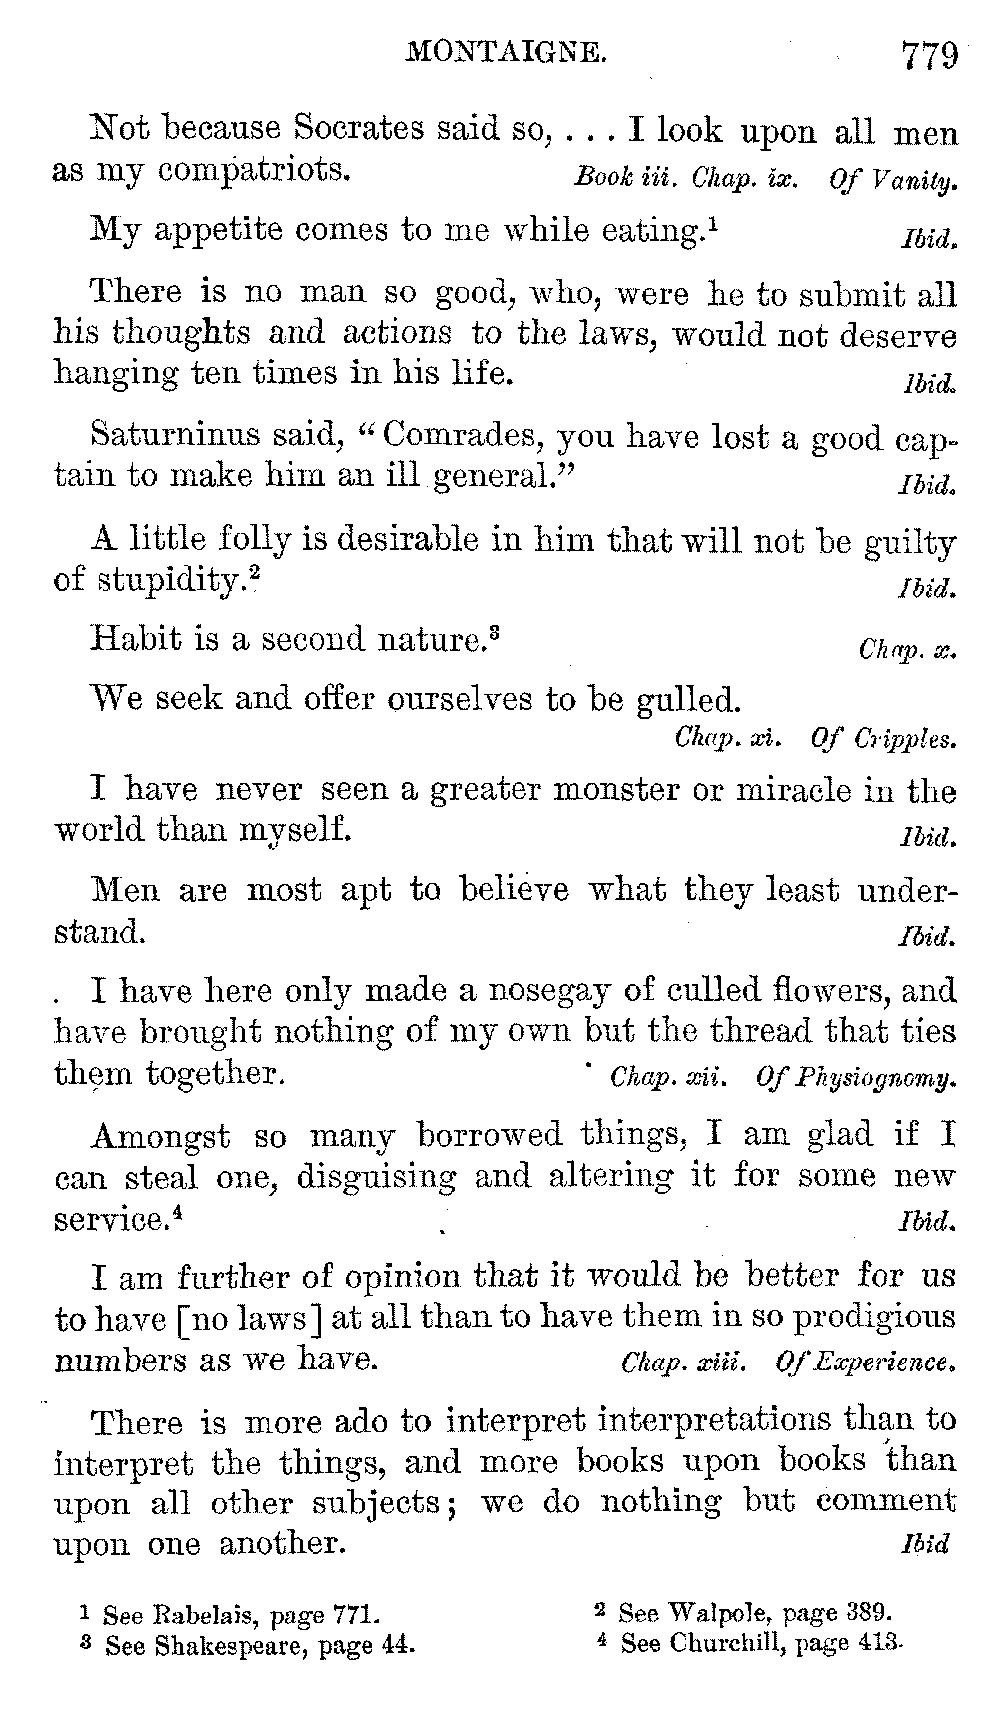 MONTAIGNE. 779
Not because Socrates said so, . . . I look upon all men
as my compatriots. Book iii. Chap. ix. Of Vanity.
My appetite comes to me while eating.¹ Ibid.
There is no man so good, who, were he to submit all
his thoughts and actions to the laws, would not deserve
hanging ten times in his life. Ibid.
Saturninus said, “Comrades, you have lost a good cap-
tain to make him an ill general.” Ibid.
A little folly is desirable in him that will not be guilty
of stupidity.² Ibid.
Habit is a second nature.³ Chap. x.
We seek and offer ourselves to be gulled.
Chap. xi. Of Cripples.
I have never seen a greater monster or miracle in the
world than myself. Ibid.
Men are most apt to believe what they least under-
stand. Ibid.
I have here only made a nosegay of culled flowers, and
have brought nothing of my own but the thread that ties
them together. Chap. xii. Of Physiognomy.
Amongst so many borrowed things, I am glad if I
can steal one, disguising and altering it for some new
service.⁴ Ibid.
I am further of opinion that it would be better for us
to have [no laws] at all than to have them in so prodigious
numbers as we have. Chap. xiii. Of Experience.
There is more ado to interpret interpretations than to
interpret the things, and more books upon books than
upon all other subjects; we do nothing but comment
upon one another. Ibid
¹ See Rabelais, page 771. ² See Walpole, page 389.
³ See Shakespeare, page 44. ⁴ See Churchill, page 413.